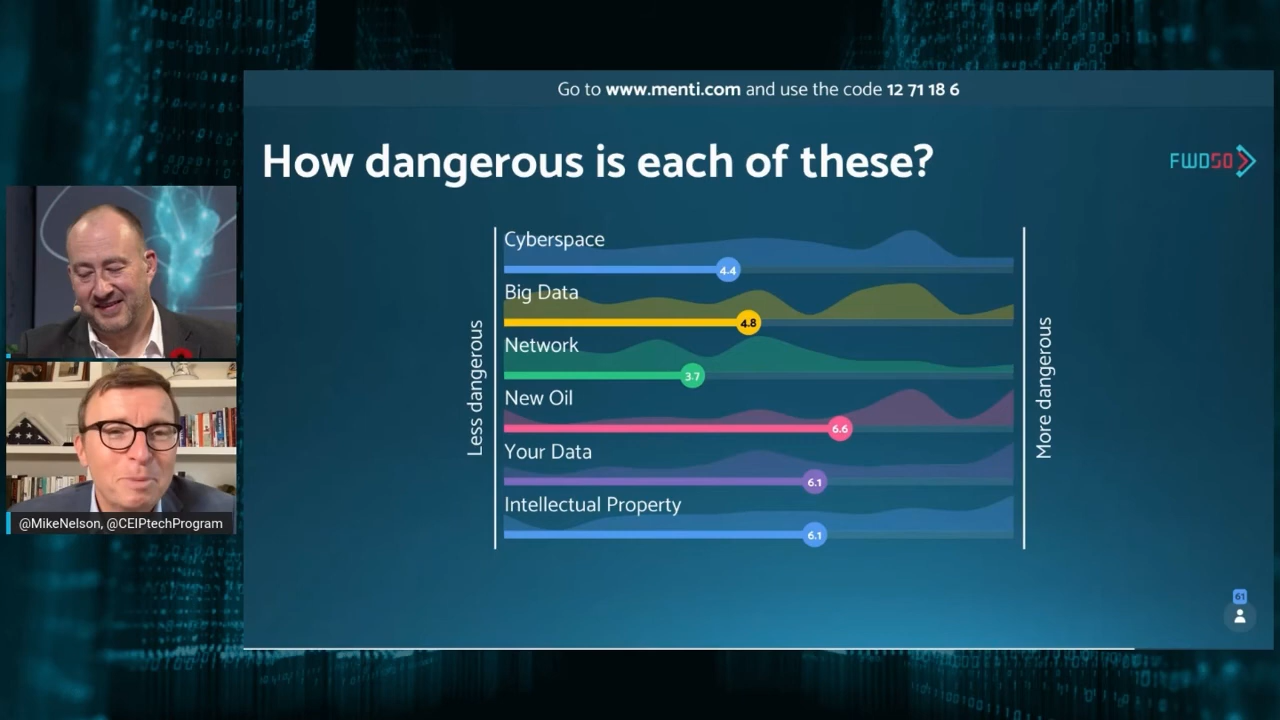 Go to www.menti.com and use the code 12 71 18 6
How dangerous is each of these?
FWD50
Less dangerous
Cyberspace
4.4
Big Data
4.8
Network
3.7
New Oil
6.6
Your Data
6.1
Intellectual Property
6.1
More dangerous
@MikeNelson, @CEIPtechProgram
61